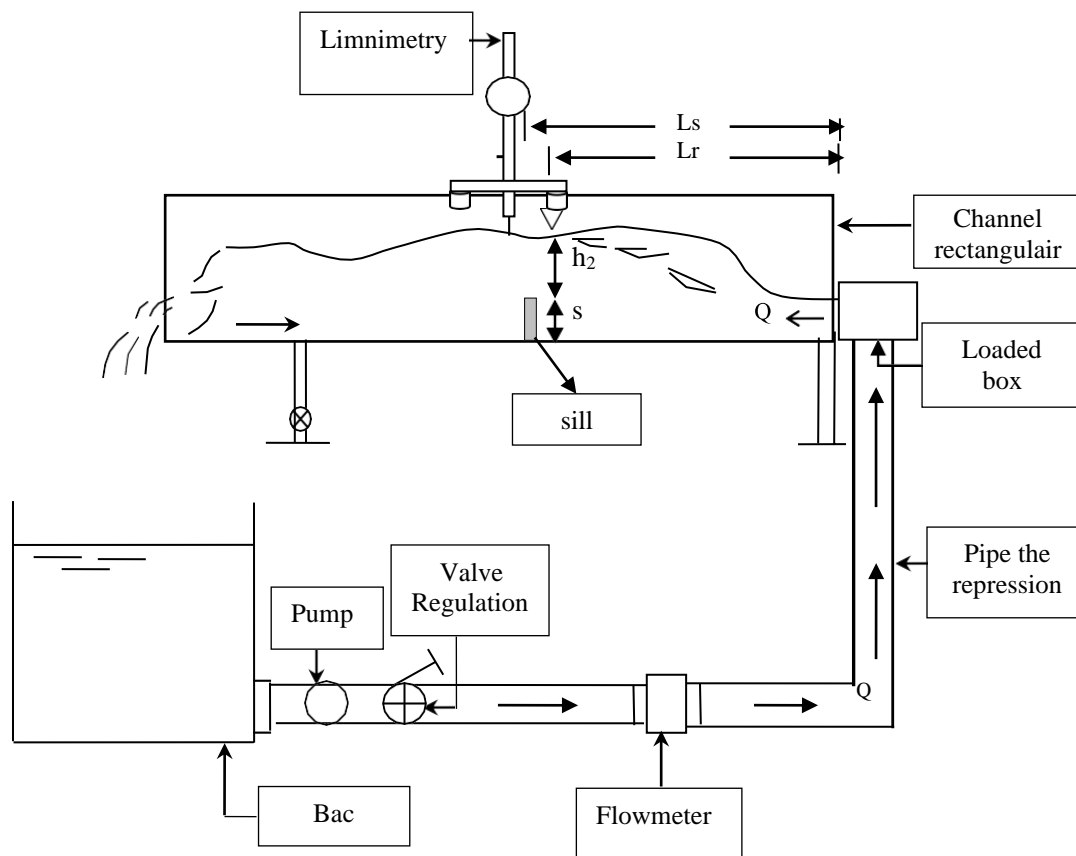 Limnimetry
Ls
Lr
Channel
rectangulair
h2
s
Q
Loaded
box
sill
Valve
Regulation
Pump
Pipe the
repression
Q
Bac
Flowmeter